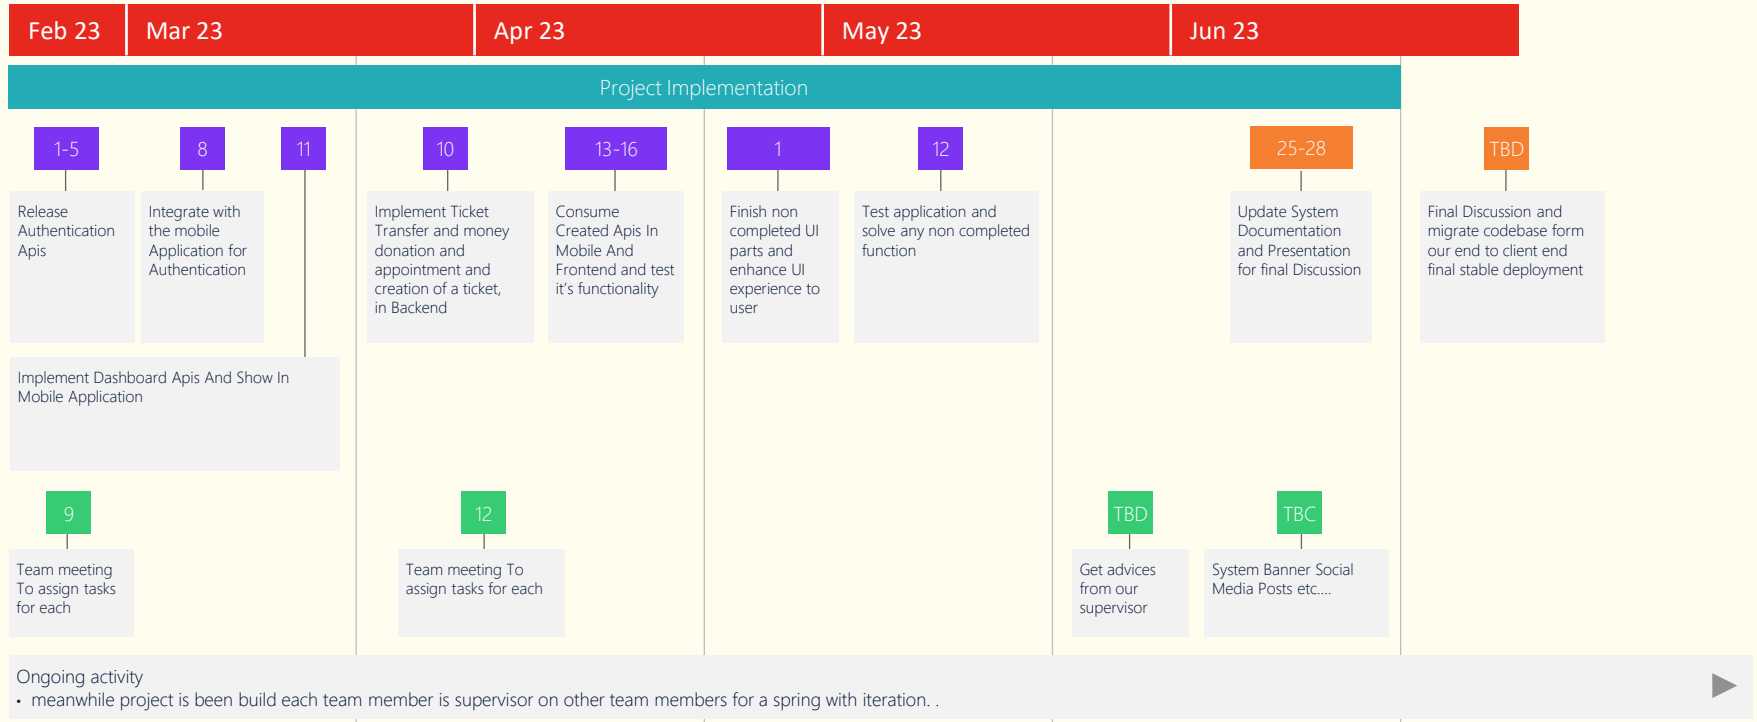 Feb 23
Mar 23
Apr 23
May 23
Jun 23
Project Implementation
1-5
8
11
10
13-16
1
12
25-28
TBD
Release
Authentication
Apis
Integrate with
the mobile
Application for
Authentication
Implement Ticket
Transfer and money
donation and
appointment and
creation of a ticket,
in Backend
Consume
Created Apis In
Mobile And
Frontend and test
it’s functionality
Finish non
completed UI
parts and
enhance UI
experience to
user
Test application and
solve any non completed
function
Update System
Documentation
and Presentation
for final Discussion
Final Discussion and
migrate codebase form
our end to client end
final stable deployment
Implement Dashboard Apis And Show In
Mobile Application
9
12
TBD
TBC
Team meeting
To assign tasks
for each
Team meeting To
assign tasks for each
Get advices
from our
supervisor
System Banner Social
Media Posts etc....
Ongoing activity
• meanwhile project is been build each team member is supervisor on other team members for a spring with iteration. .